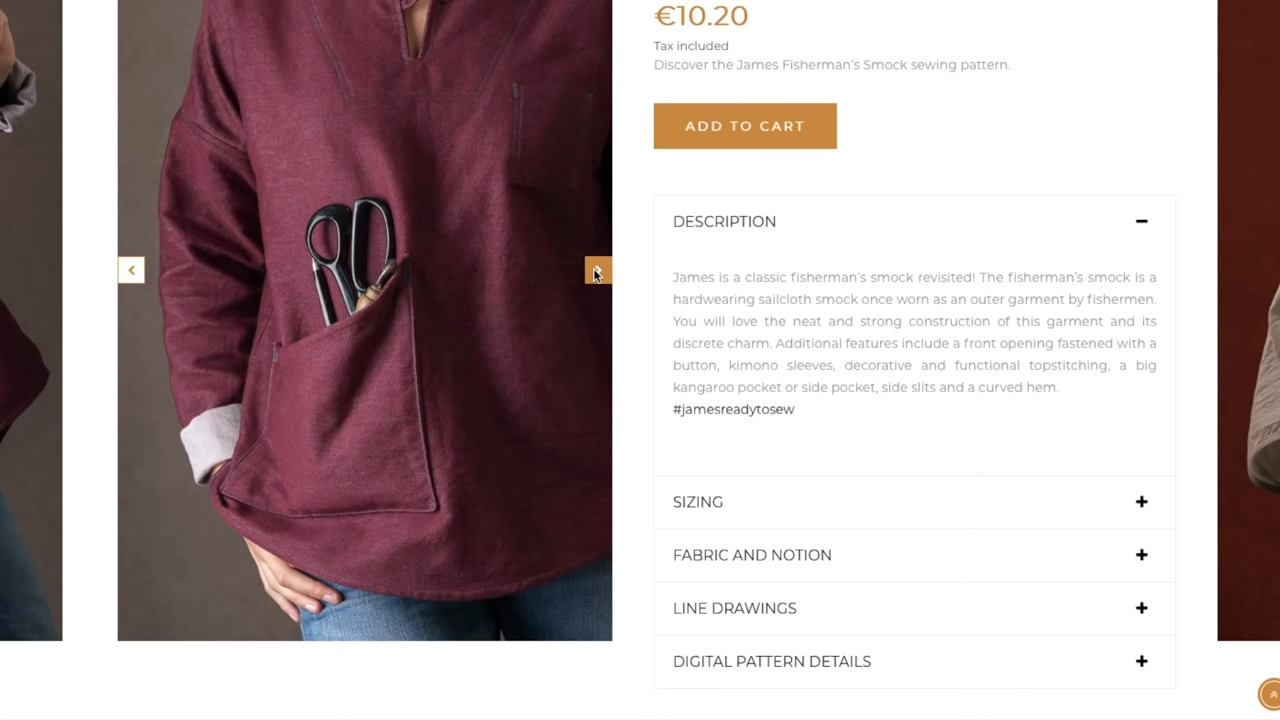 €10.20
Tax included
Discover the James Fisherman's Smock sewing pattern.
ADD TO CART
DESCRIPTION
James is a classic fisherman's smock revisited! The fisherman's smock is a
hardwearing sailcloth smock once worn as an outer garment by fishermen.
You will love the neat and strong construction of this garment and its
discrete charm. Additional features include a front opening fastened with a
button, kimono sleeves, decorative and functional topstitching, a big
kangaroo pocket or side pocket, side slits and a curved hem.
#jamesreadytosew
SIZING
FABRIC AND NOTION
LINE DRAWINGS
DIGITAL PATTERN DETAILS